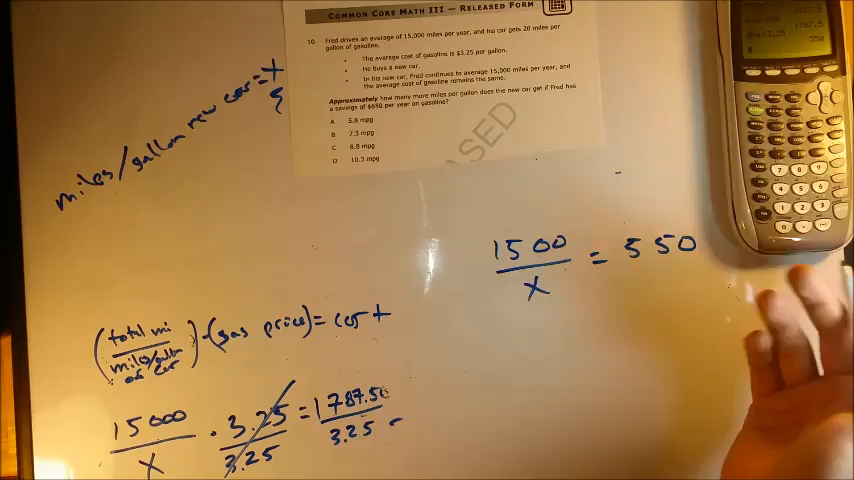 COMMON CORE MATH III — RELEASED FORM
10 Fred drives an average of 15,000 miles per year, and his car gets 20 miles per
gallon of gasoline.
• The average cost of gasoline is $3.25 per gallon.
• He buys a new car.
• In his new car, Fred continues to average 15,000 miles per year, and
the average cost of gasoline remains the same.
Approximately how many more miles per gallon does the new car get if Fred has
a savings of $650 per year on gasoline?
A 5.8 mpg
B 7.3 mpg
C 8.8 mpg
D 10.3 mpg
miles/gallon new car = x
1500
x
= 550
(total mi
miles/gallon
of car) · (gas price) = cost
15000
x
· 3.25
3.25
= 1787.50
3.25
=
1787.5
550